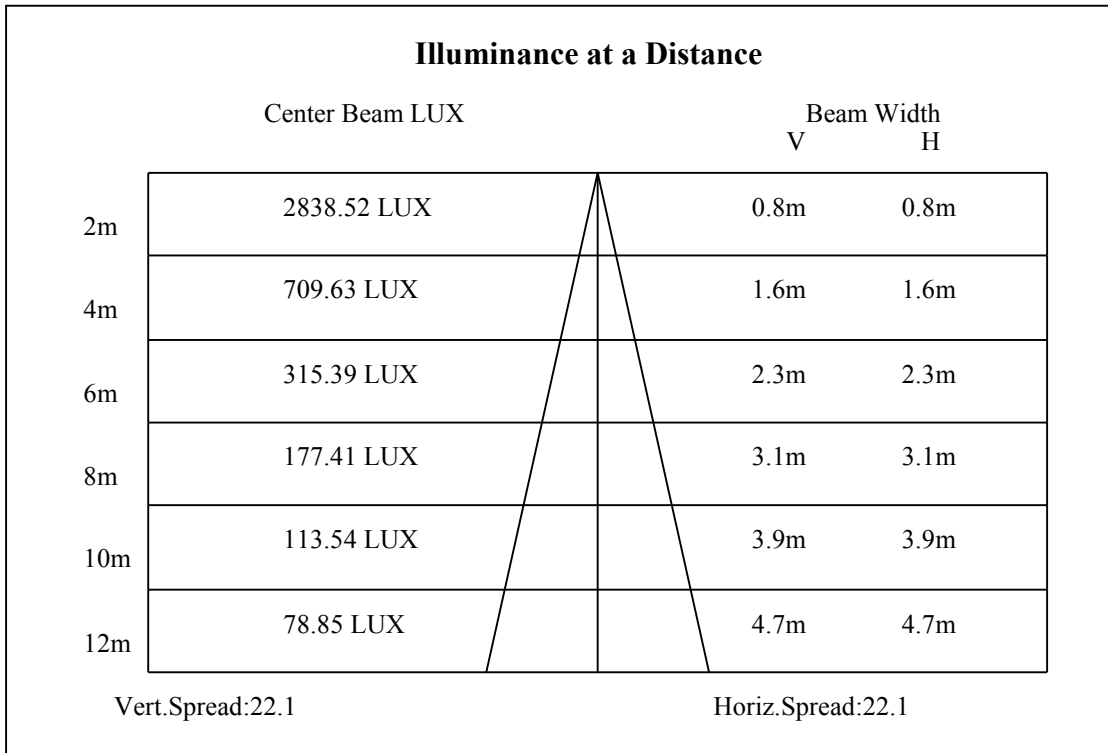 Illuminance at a Distance
Center Beam LUX Beam Width
V H
2m 2838.52 LUX 0.8m 0.8m
4m 709.63 LUX 1.6m 1.6m
6m 315.39 LUX 2.3m 2.3m
8m 177.41 LUX 3.1m 3.1m
10m 113.54 LUX 3.9m 3.9m
12m 78.85 LUX 4.7m 4.7m
Vert.Spread:22.1 Horiz.Spread:22.1